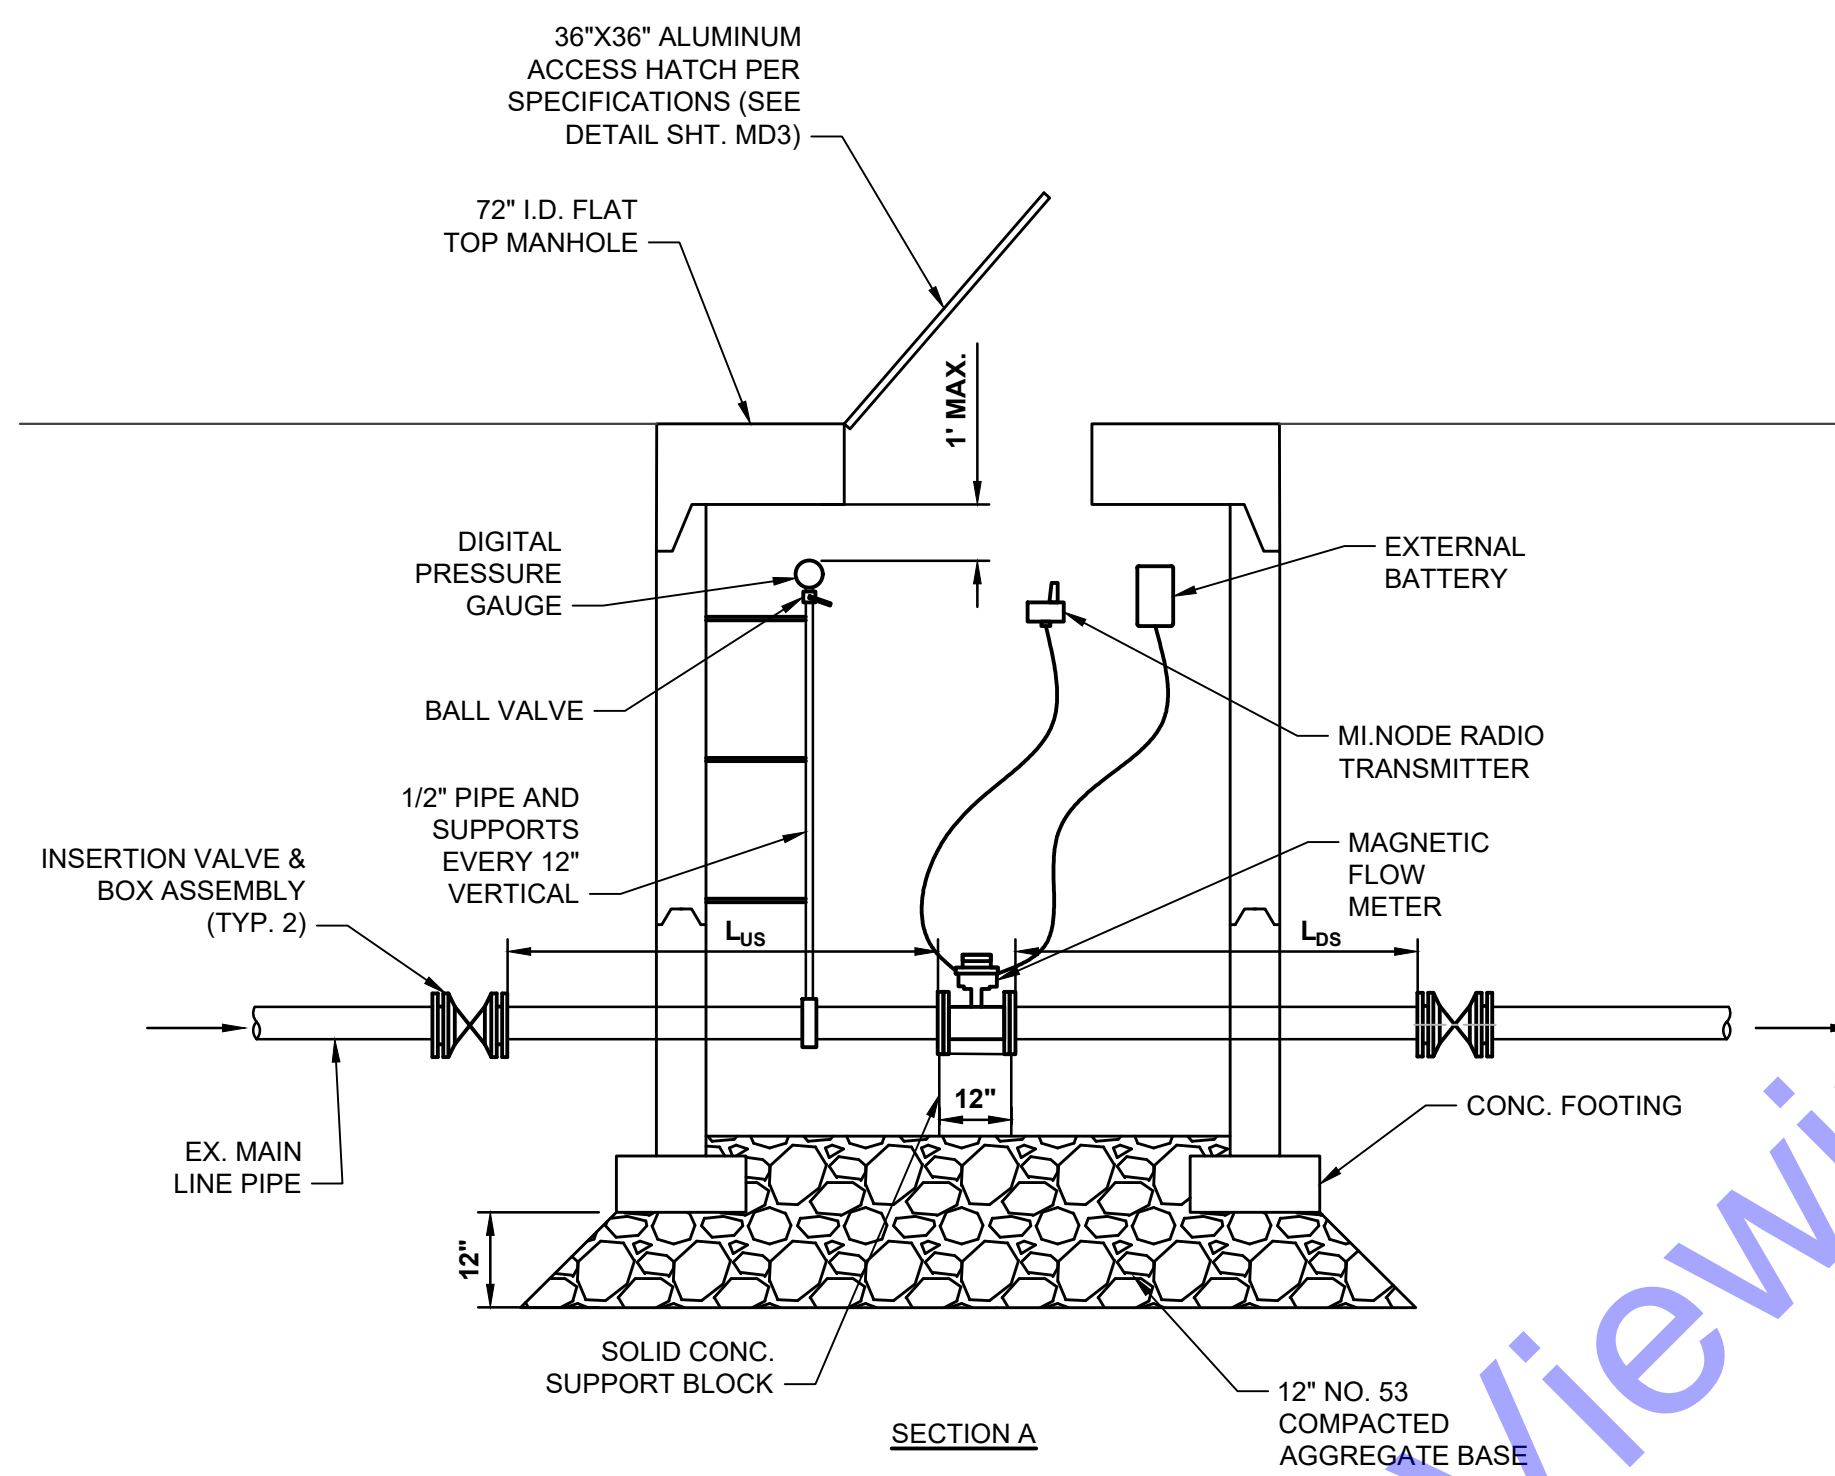 36"X36" ALUMINUM
ACCESS HATCH PER
SPECIFICATIONS (SEE
DETAIL SHT. MD3)
72" I.D. FLAT
TOP MANHOLE
1' MAX.
DIGITAL
PRESSURE
GAUGE
EXTERNAL
BATTERY
BALL VALVE
MI.NODE RADIO
TRANSMITTER
1/2" PIPE AND
SUPPORTS
EVERY 12"
VERTICAL
MAGNETIC
FLOW
METER
INSERTION VALVE &
BOX ASSEMBLY
(TYP. 2)
LUS
LDS
12"
CONC. FOOTING
EX. MAIN
LINE PIPE
12"
SOLID CONC.
SUPPORT BLOCK
12" NO. 53
COMPACTED
AGGREGATE BASE
SECTION A